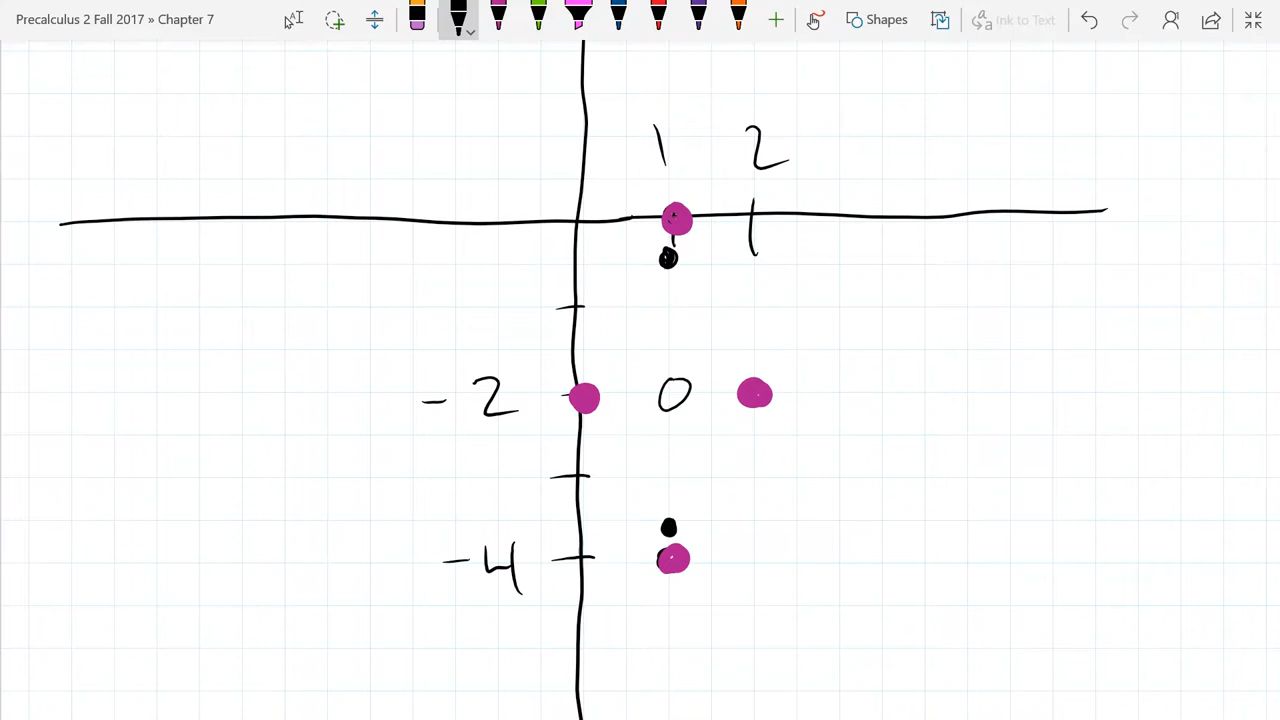 Precalculus 2 Fall 2017 » Chapter 7
Shapes
Ink to Text
1 2
-2 0
-4